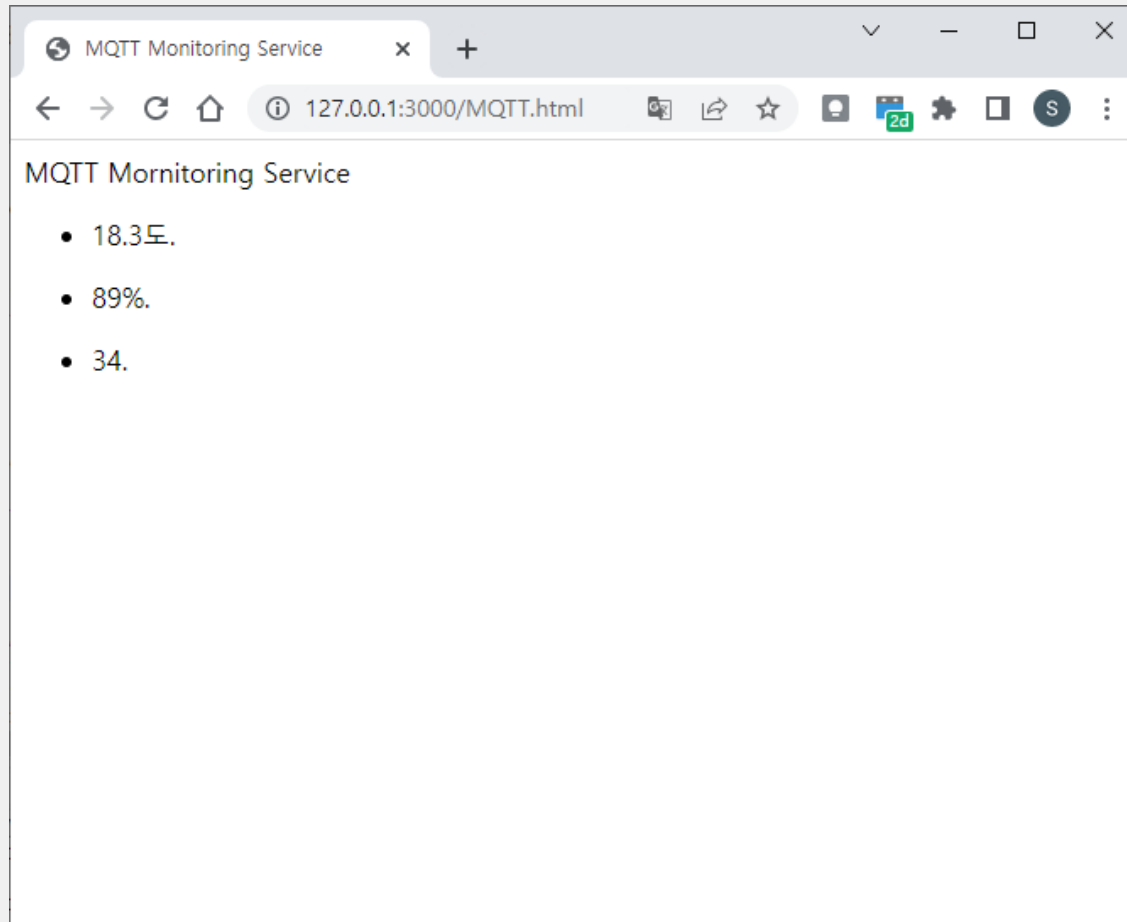 MQTT Monitoring Service
127.0.0.1:3000/MQTT.html
2d
S
MQTT Mornitoring Service
• 18.3도.
• 89%.
• 34.